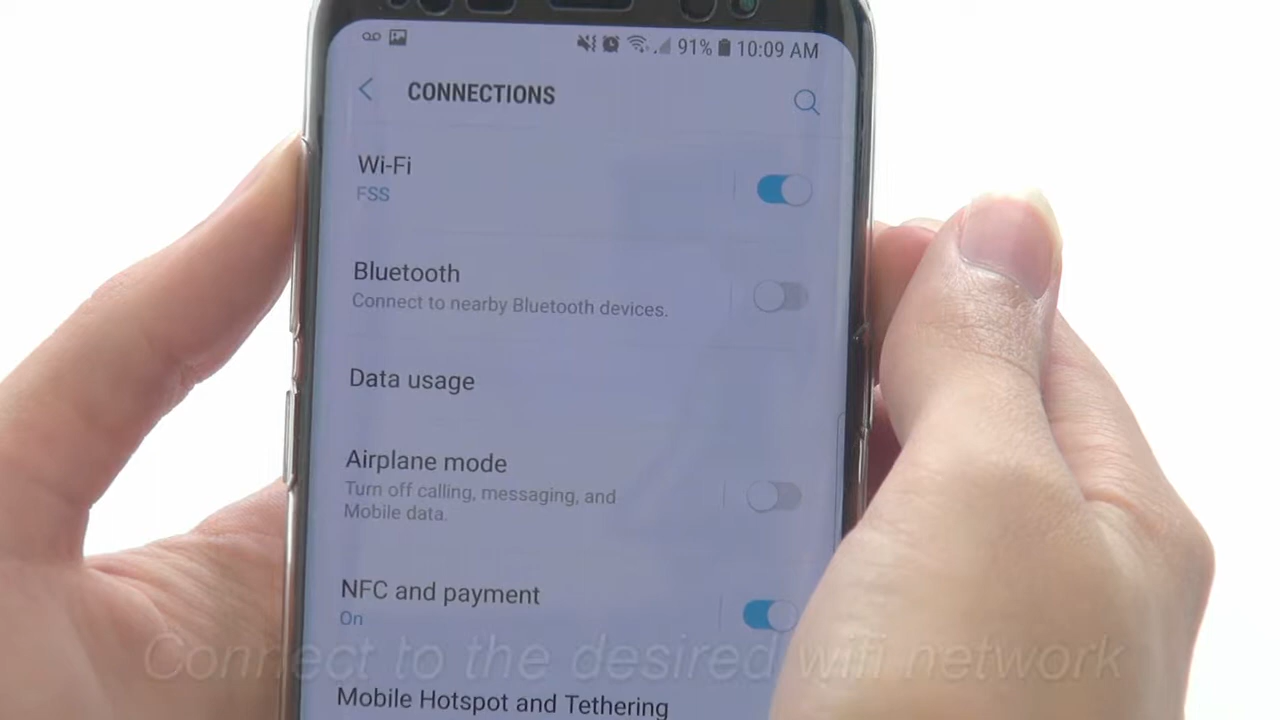 91% 10:09 AM
CONNECTIONS
Wi-Fi
FSS
Bluetooth
Connect to nearby Bluetooth devices.
Data usage
Airplane mode
Turn off calling, messaging, and
Mobile data.
NFC and payment
On
Connect to the desired wifi network
Mobile Hotspot and Tethering